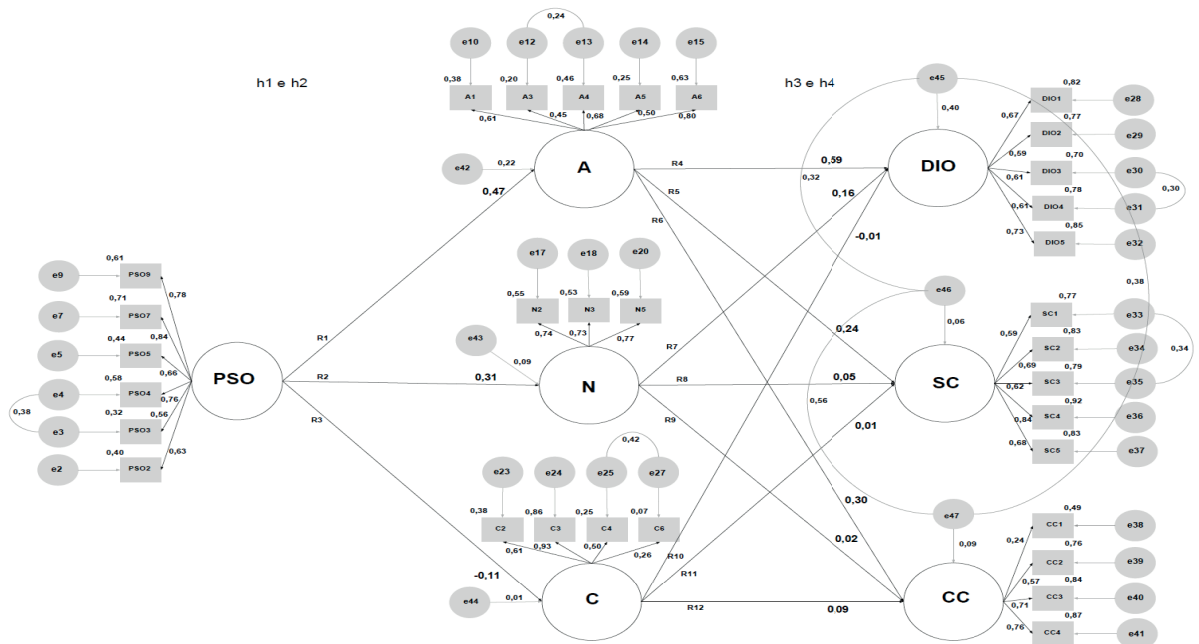 0,24
e10 e12 e13 e14 e15
h1 e h2
h3 e h4
0,38 0,20 0,46 0,25 0,63
A1 A3 A4 A5 A6
0,61 0,45 0,68 0,50 0,80
e42 0,22
A
0,47
R4 0,59
R5
R6
0,32
0,16
-0,01
e45
0,40
DIO
0,82
DIO1 e28
0,67 0,77
DIO2 e29
0,59 0,70
DIO3 e30
0,61 0,78 0,30
DIO4 e31
0,61 0,85
DIO5 e32
0,73
0,38
e17 e18 e20
0,55 0,53 0,59
N2 N3 N5
0,74 0,73 0,77
e43
0,09
N
0,31
R7
R8 0,05
R9
0,24
0,01
e46
0,06
0,56
SC
0,77
SC1 e33
0,59 0,83
SC2 e34
0,34
0,69 0,79
SC3 e35
0,62 0,92
SC4 e36
0,84 0,83
SC5 e37
0,68
0,61
e9 PSO9
0,78
0,71
e7 PSO7
0,84
0,44
e5 PSO5
0,66
0,58
e4 PSO4
0,76
0,38
0,32 0,56
e3 PSO3
0,40 0,63
e2 PSO2
PSO
R1
R2
R3
0,42
e23 e24 e25 e27
0,38 0,86 0,25 0,07
C2 C3 C4 C6
0,61 0,93 0,50 0,26
-0,11
e44 0,01
C
R10
R11
R12 0,09
0,30
0,02
e47
0,09
CC
0,49
CC1 e38
0,24 0,76
CC2 e39
0,57 0,84
CC3 e40
0,71 0,87
CC4 e41
0,76